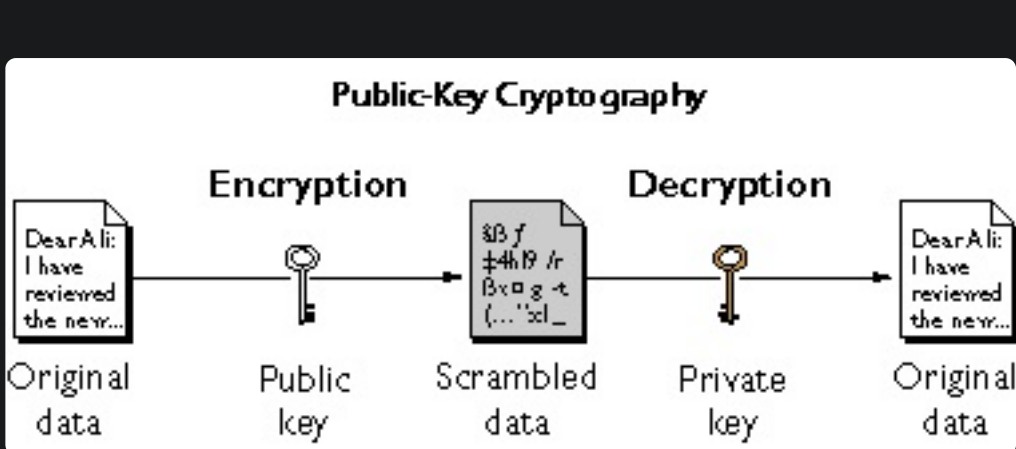 Public-Key Cryptography
Encryption
Decryption
Dear Ali:
I have
reviewed
the new...
Dear Ali:
I have
reviewed
the new...
Original
data
Public
key
Scrambled
data
Private
key
Original
data